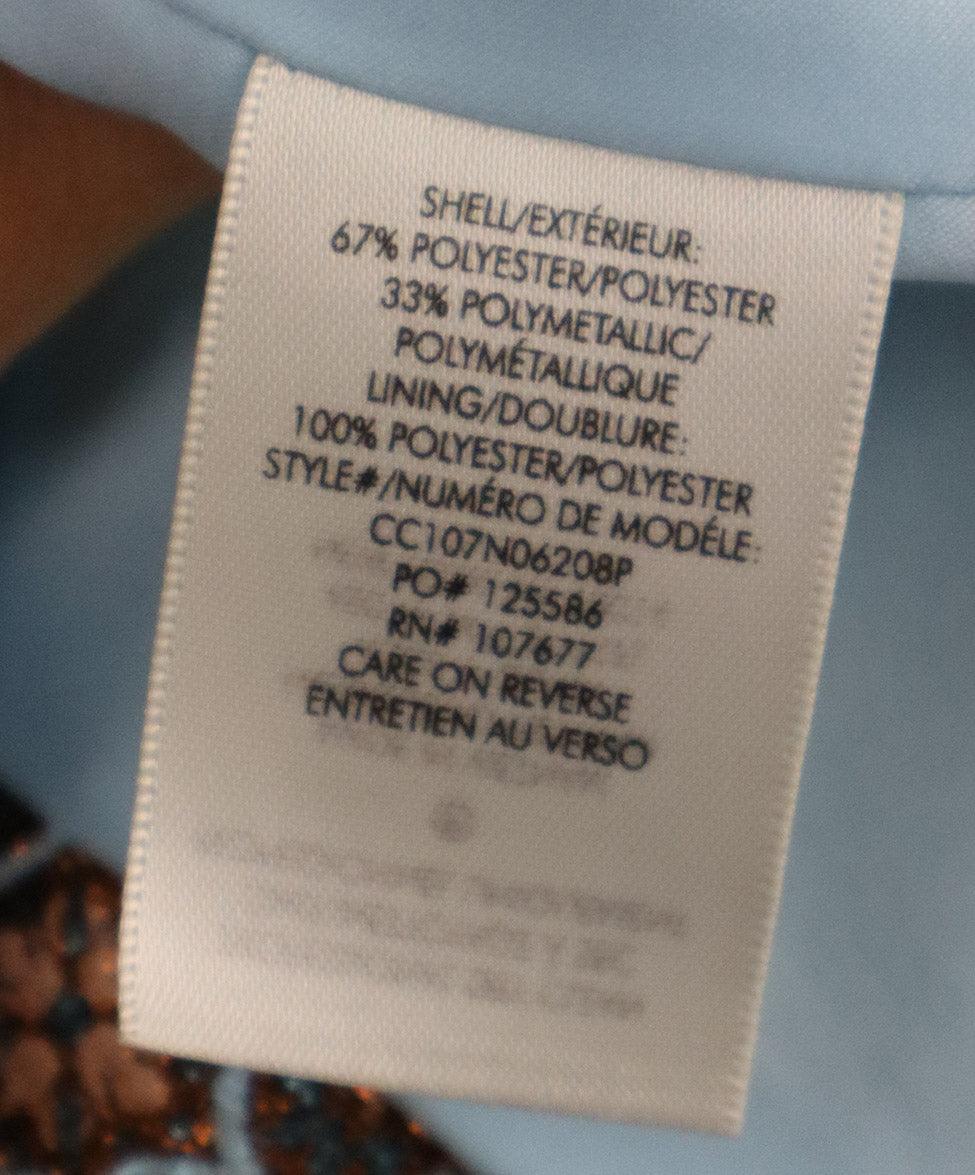 SHELL/EXTÉRIEUR:
67% POLYESTER/POLYESTER
33% POLYMETALLIC/
POLYMÉTALLIQUE
LINING/DOUBLURE:
100% POLYESTER/POLYESTER
STYLE#/NUMÉRO DE MODÉLE:
CC107N06208P
PO# 125586
RN# 107677
CARE ON REVERSE
ENTRETIEN AU VERSO